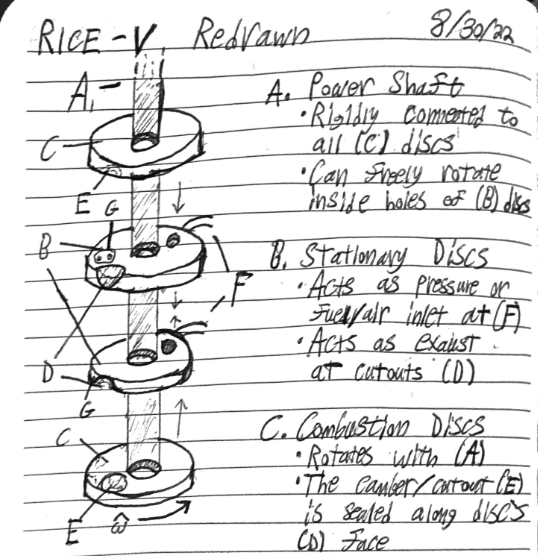 RICE-V Redrawn 8/30/22
A.
C
E G
B
F
D
G
C
E ω̂
A. Power Shaft
• Rigidly connected to
all (C) discs
• Can freely rotate
inside holes of (B) discs
B. Stationary Discs
• Acts as pressure or
fuel/air inlet at (F)
• Acts as exaust
at cutouts (D)
C. Combustion Discs
• Rotates with (A)
• The camber/cutout (E)
is sealed along disc's
(D) face